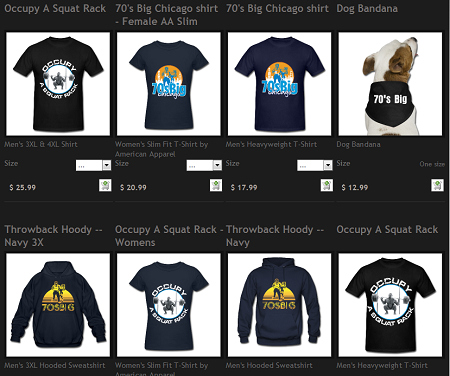 Occupy A Squat Rack
70's Big Chicago shirt
- Female AA Slim
70's Big Chicago shirt
Dog Bandana
OCCUPY
A SQUAT RACK
70sBig
chicago
70sBig
chicago
70's Big
Men's 3XL & 4XL Shirt
Women's Slim Fit T-Shirt by
American Apparel
Men's Heavyweight T-Shirt
Dog Bandana
Size
...
Size
...
Size
...
Size
One size
$ 25.99
$ 20.99
$ 17.99
$ 12.99
Throwback Hoody --
Navy 3X
Occupy A Squat Rack -
Womens
Throwback Hoody --
Navy
Occupy A Squat Rack
70SBIG
OCCUPY
A SQUAT RACK
70SBIG
OCCUPY
A SQUAT RACK
Men's 3XL Hooded Sweatshirt
Women's Slim Fit T-Shirt by
American Apparel
Men's Hooded Sweatshirt
Men's Heavyweight T-Shirt